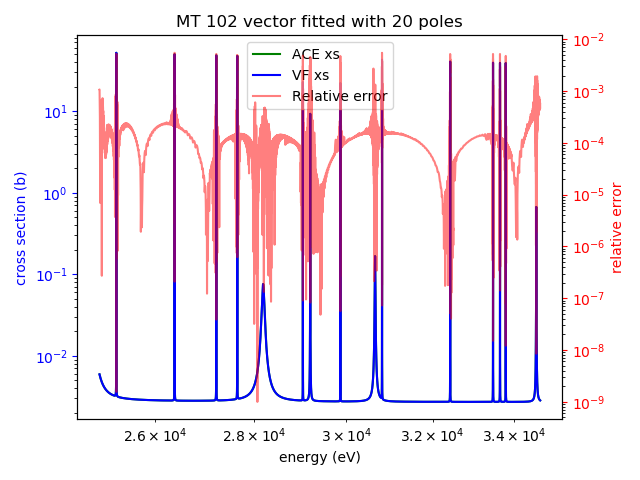 MT 102 vector fitted with 20 poles
ACE xs
VF xs
Relative error
cross section (b)
10¹
10⁰
10⁻¹
10⁻²
relative error
10⁻²
10⁻³
10⁻⁴
10⁻⁵
10⁻⁶
10⁻⁷
10⁻⁸
10⁻⁹
2.6 × 10⁴ 2.8 × 10⁴ 3 × 10⁴ 3.2 × 10⁴ 3.4 × 10⁴
energy (eV)